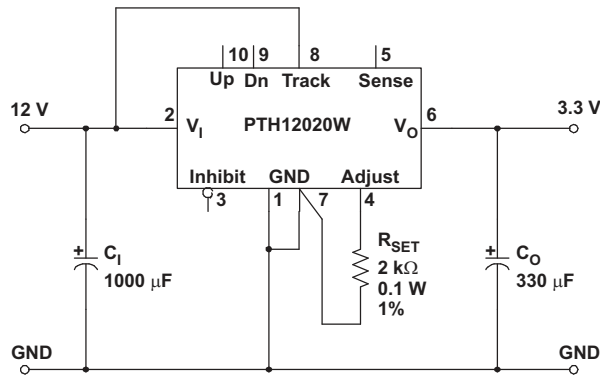 10 9 8 5
Up Dn Track Sense
12 V 2 V_I PTH12020W V_O 6 3.3 V
Inhibit GND Adjust
3 1 7 4
R_SET
2 kΩ
0.1 W
1%
+ C_I
1000 μF
+ C_O
330 μF
GND GND